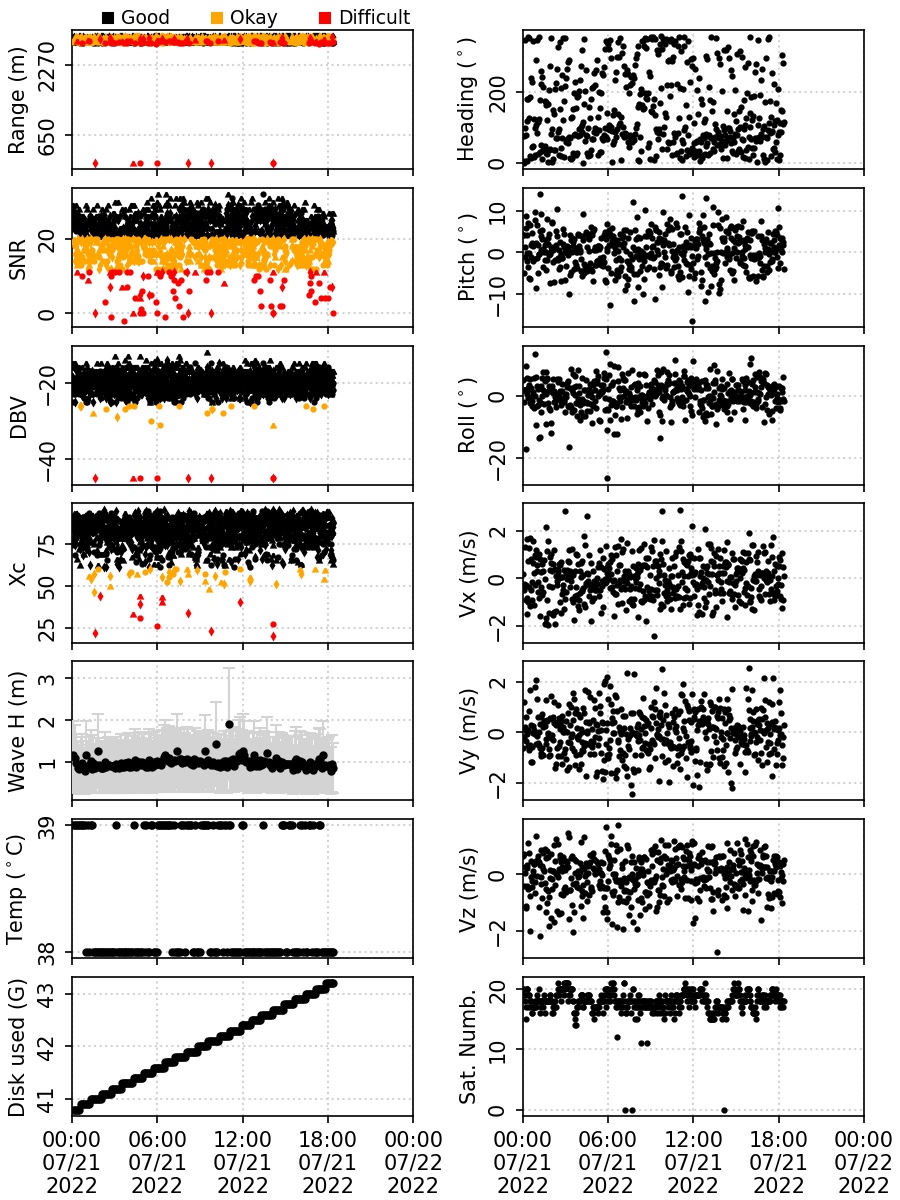 Good Okay Difficult
Range (m)
2270
650
Heading (°)
200
0
SNR
20
0
Pitch (°)
10
0
−10
DBV
−20
−40
Roll (°)
0
−20
Xc
75
50
25
Vx (m/s)
2
0
−2
Wave H (m)
3
2
1
Vy (m/s)
2
0
−2
Temp (°C)
39
38
Vz (m/s)
0
−2
Disk used (G)
43
42
41
Sat. Numb.
20
10
0
00:00 06:00 12:00 18:00 00:00
07/21 07/21 07/21 07/21 07/22
2022 2022 2022 2022 2022
00:00 06:00 12:00 18:00 00:00
07/21 07/21 07/21 07/21 07/22
2022 2022 2022 2022 2022